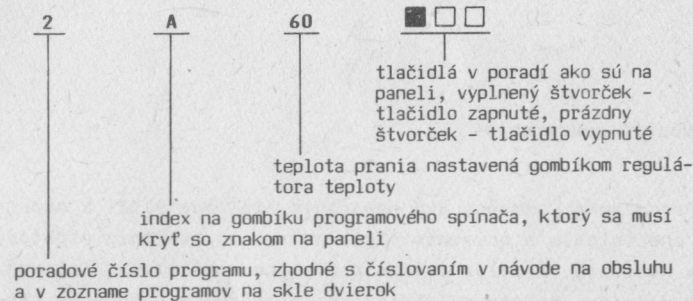 2 A 60 ■ □ □
tlačidlá v poradí ako sú na
paneli, vyplnený štvorček -
tlačidlo zapnuté, prázdny
štvorček - tlačidlo vypnuté
teplota prania nastavená gombíkom regulá-
tora teploty
index na gombíku programového spínača, ktorý sa musí
kryť so znakom na paneli
poradové číslo programu, zhodné s číslovaním v návode na obsluhu
a v zozname programov na skle dvierok